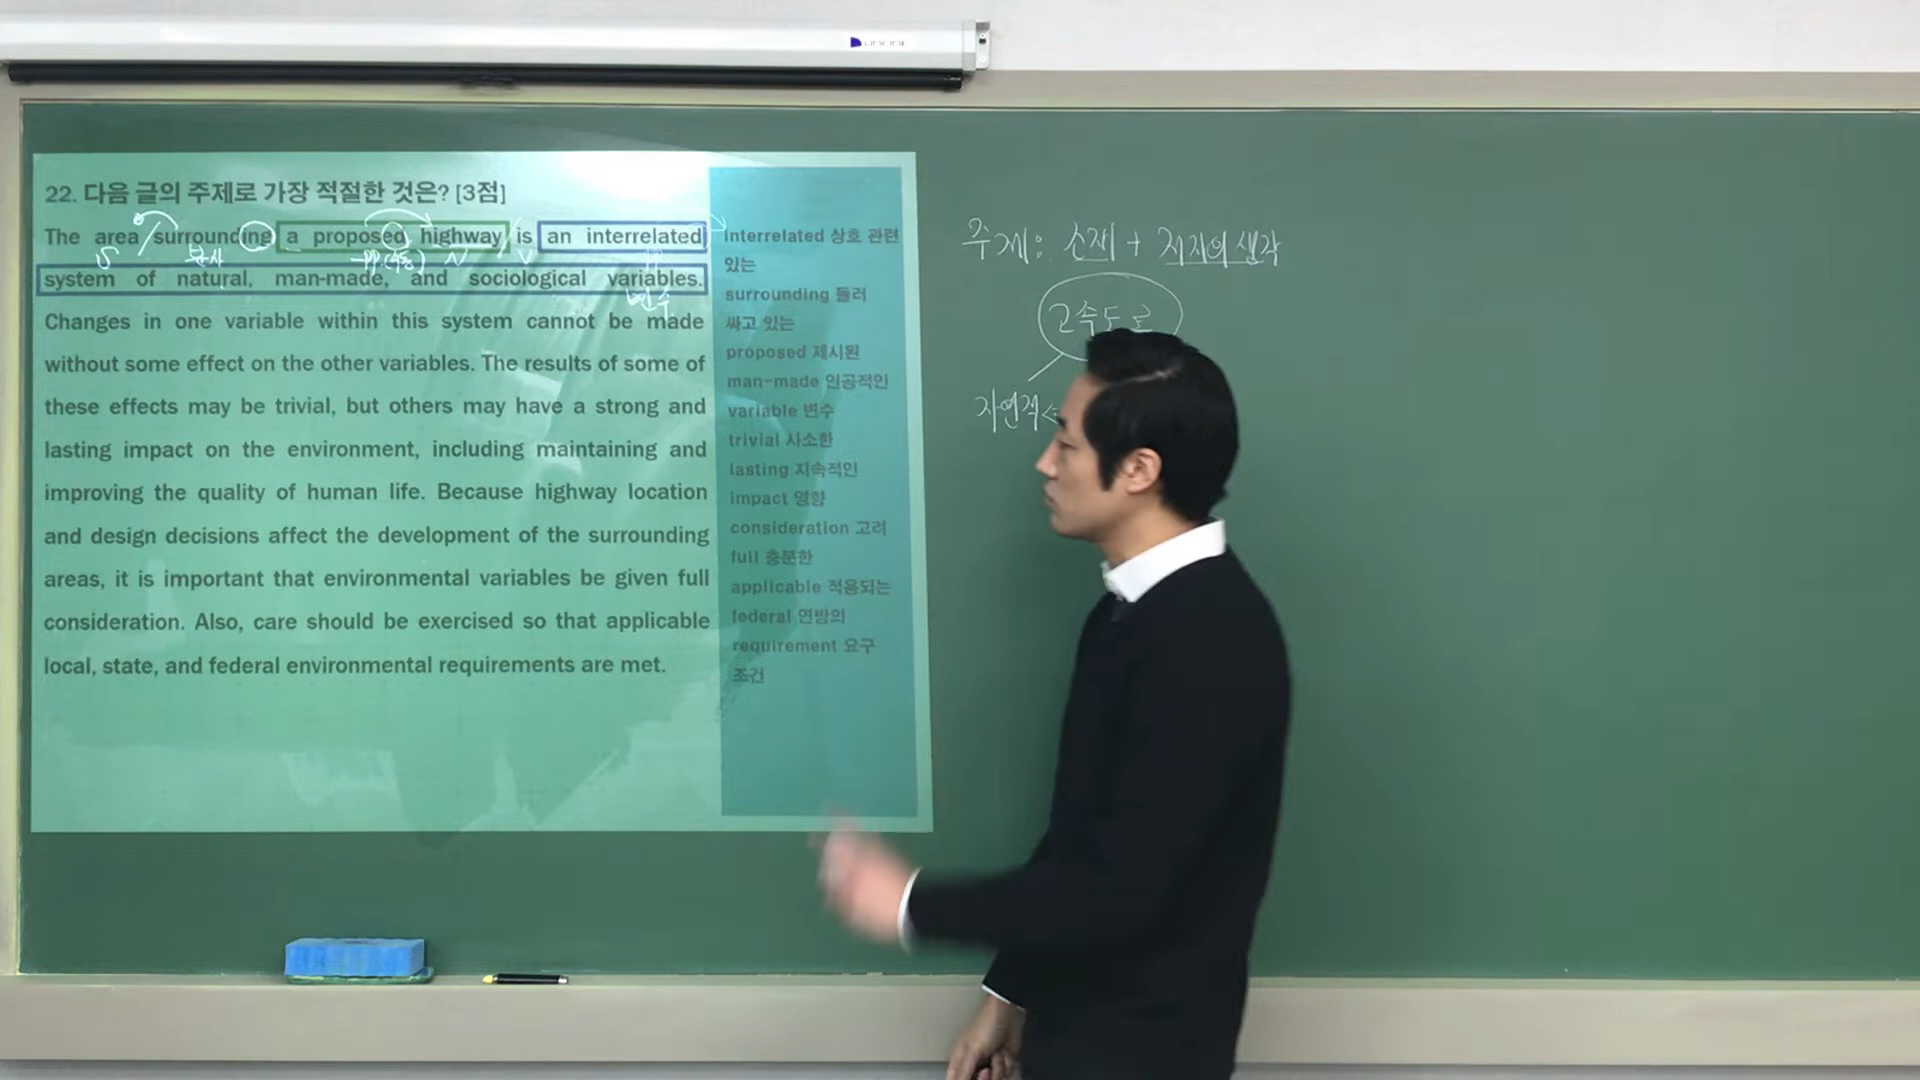 22. 다음 글의 주제로 가장 적절한 것은? [3점]
The area surrounding a proposed highway is an interrelated
S 분사 pp.(수동) N V
system of natural, man-made, and sociological variables.
변수
Changes in one variable within this system cannot be made
without some effect on the other variables. The results of some of
these effects may be trivial, but others may have a strong and
lasting impact on the environment, including maintaining and
improving the quality of human life. Because highway location
and design decisions affect the development of the surrounding
areas, it is important that environmental variables be given full
consideration. Also, care should be exercised so that applicable
local, state, and federal environmental requirements are met.
Interrelated 상호 관련
있는
surrounding 둘러
싸고 있는
proposed 제시된
man-made 인공적인
variable 변수
trivial 사소한
lasting 지속적인
impact 영향
consideration 고려
full 충분한
applicable 적용되는
federal 연방의
requirement 요구
조건
주제: 소재 + 저자의 생각
고속도로
자연적